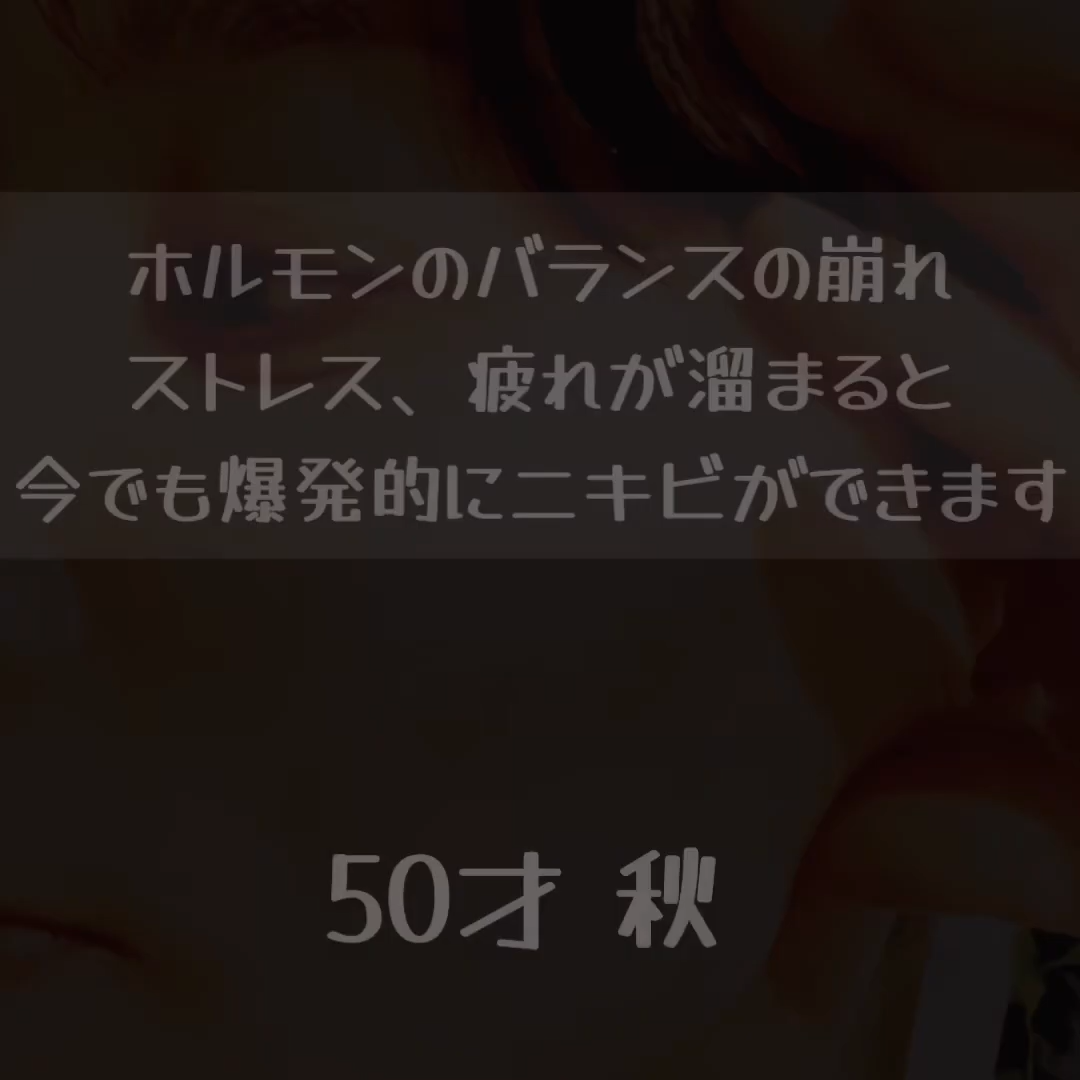 ホルモンのバランスの崩れ
ストレス、疲れが溜まると
今でも爆発的にニキビができます
50才 秋